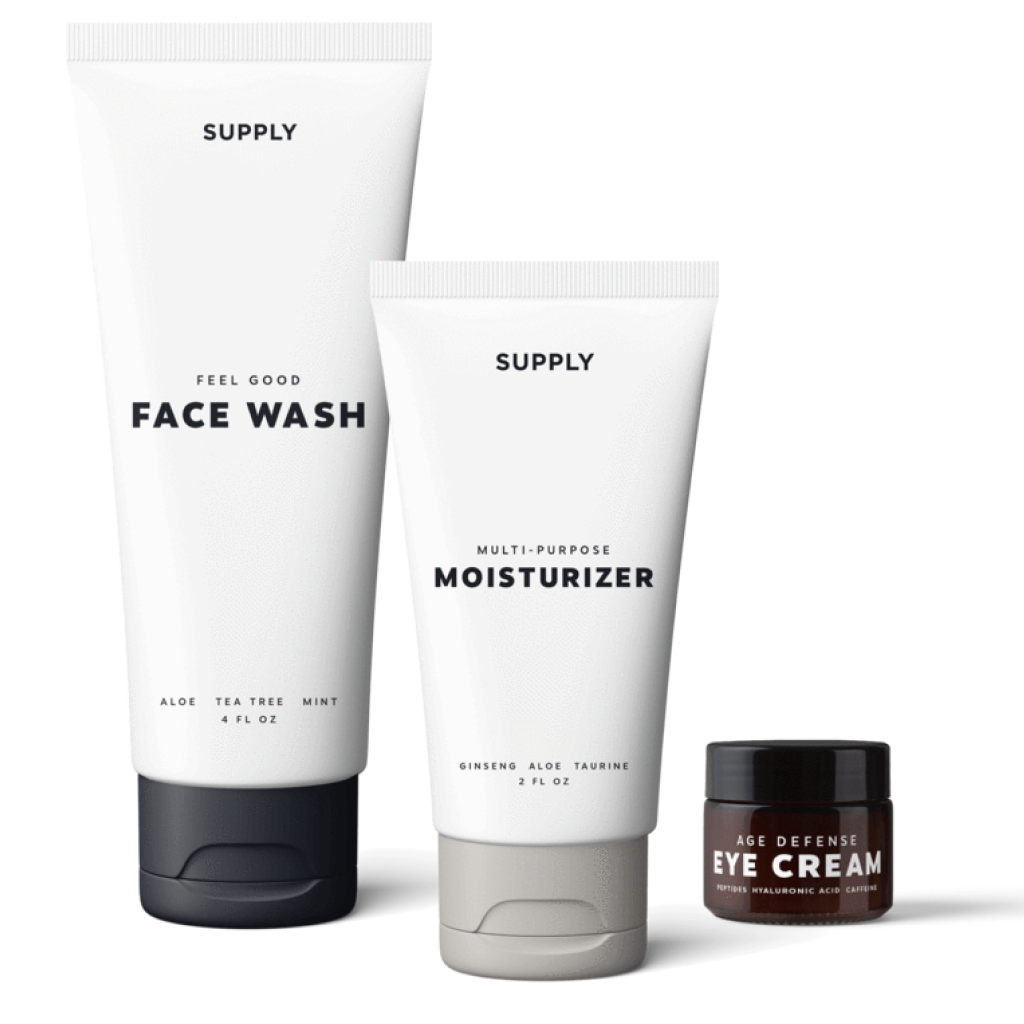 SUPPLY
FEEL GOOD
FACE WASH
ALOE TEA TREE MINT
4 FL OZ
SUPPLY
MULTI-PURPOSE
MOISTURIZER
GINSENG ALOE TAURINE
2 FL OZ
AGE DEFENSE
EYE CREAM
PEPTIDES HYALURONIC ACID CAFFEINE